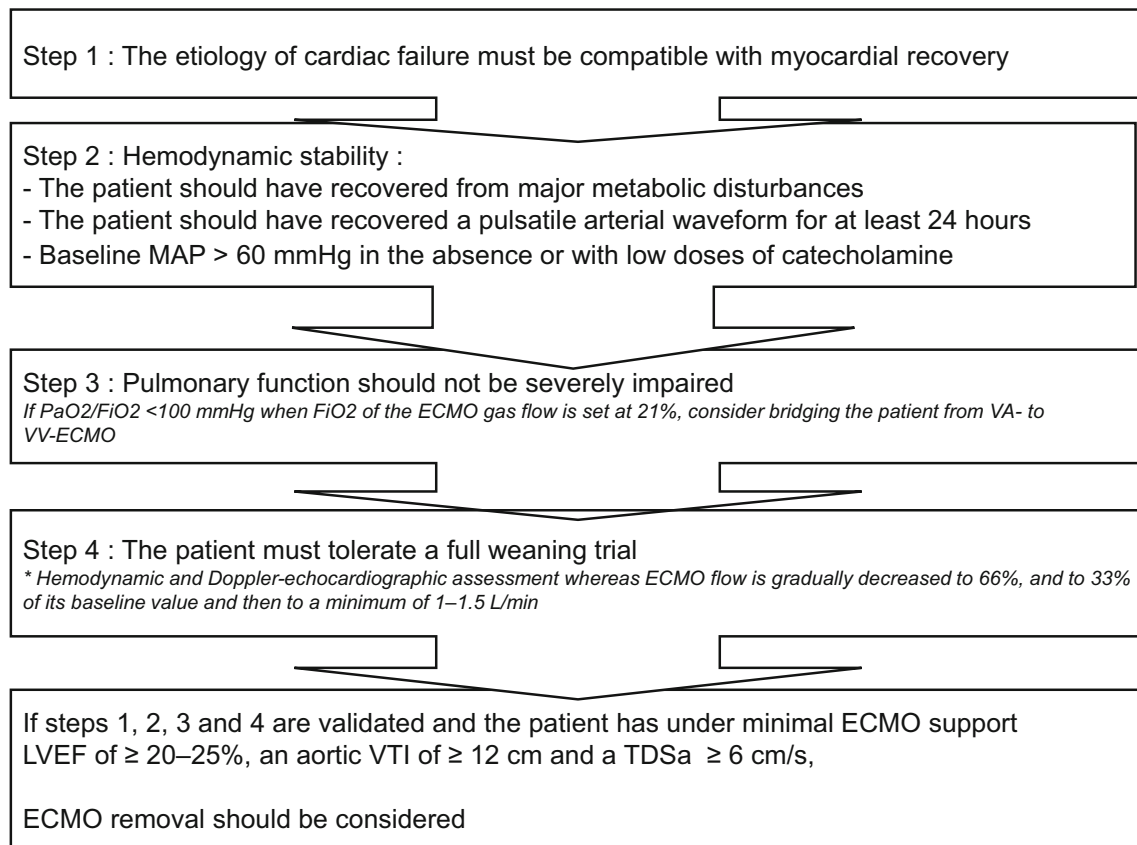 Step 1 : The etiology of cardiac failure must be compatible with myocardial recovery
Step 2 : Hemodynamic stability :
- The patient should have recovered from major metabolic disturbances
- The patient should have recovered a pulsatile arterial waveform for at least 24 hours
- Baseline MAP > 60 mmHg in the absence or with low doses of catecholamine
Step 3 : Pulmonary function should not be severely impaired
If PaO2/FiO2 <100 mmHg when FiO2 of the ECMO gas flow is set at 21%, consider bridging the patient from VA- to
VV-ECMO
Step 4 : The patient must tolerate a full weaning trial
* Hemodynamic and Doppler-echocardiographic assessment whereas ECMO flow is gradually decreased to 66%, and to 33%
of its baseline value and then to a minimum of 1–1.5 L/min
If steps 1, 2, 3 and 4 are validated and the patient has under minimal ECMO support
LVEF of ≥ 20–25%, an aortic VTI of ≥ 12 cm and a TDSa ≥ 6 cm/s,
ECMO removal should be considered